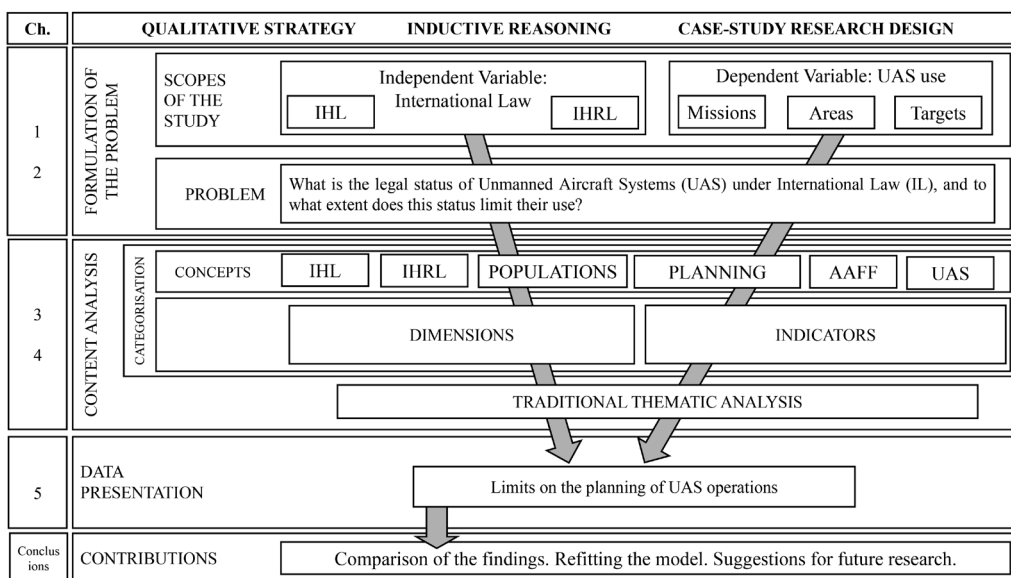 Ch. QUALITATIVE STRATEGY INDUCTIVE REASONING CASE-STUDY RESEARCH DESIGN
1
2
FORMULATION OF
THE PROBLEM
SCOPES
OF THE
STUDY
Independent Variable:
International Law
IHL IHRL
Dependent Variable: UAS use
Missions Areas Targets
PROBLEM
What is the legal status of Unmanned Aircraft Systems (UAS) under International Law (IL), and to
what extent does this status limit their use?
3
4
CONTENT ANALYSIS
CATEGORISATION
CONCEPTS IHL IHRL POPULATIONS PLANNING AAFF UAS
DIMENSIONS INDICATORS
TRADITIONAL THEMATIC ANALYSIS
5
DATA
PRESENTATION
Limits on the planning of UAS operations
Conclus
ions
CONTRIBUTIONS
Comparison of the findings. Refitting the model. Suggestions for future research.